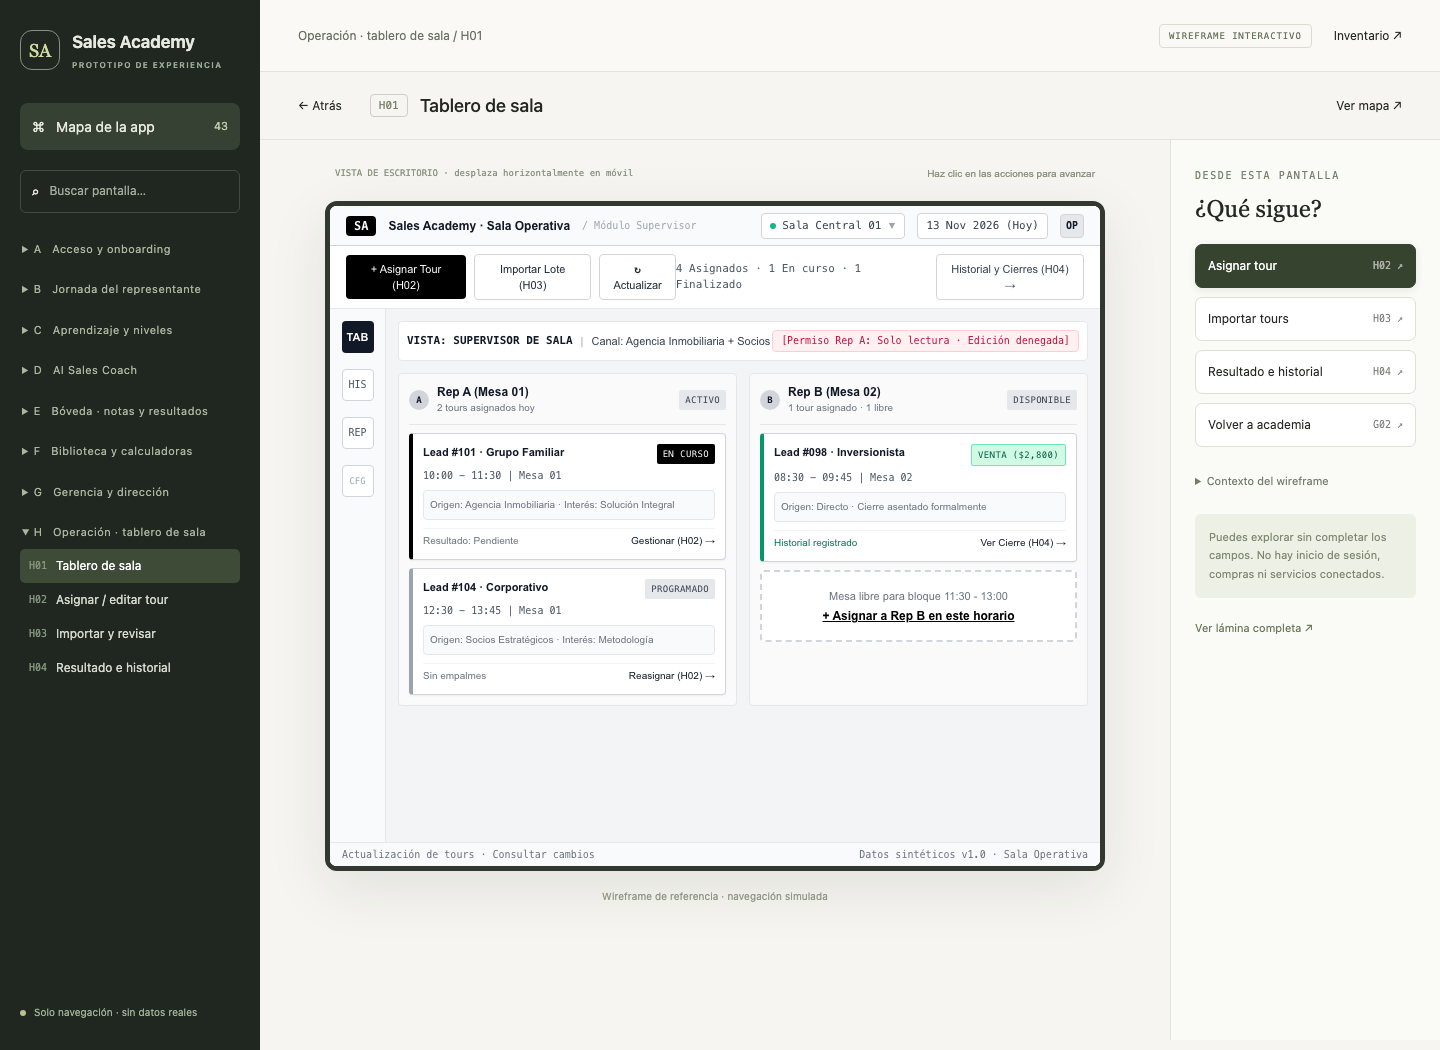 SA
Sales Academy
PROTOTIPO DE EXPERIENCIA
⌘ Mapa de la app 43
Buscar pantalla...
A Acceso y onboarding
B Jornada del representante
C Aprendizaje y niveles
D AI Sales Coach
E Bóveda · notas y resultados
F Biblioteca y calculadoras
G Gerencia y dirección
H Operación · tablero de sala
H01 Tablero de sala
H02 Asignar / editar tour
H03 Importar y revisar
H04 Resultado e historial
Solo navegación · sin datos reales
Operación · tablero de sala / H01
WIREFRAME INTERACTIVO
Inventario ↗
← Atrás
H01
Tablero de sala
Ver mapa ↗
VISTA DE ESCRITORIO · desplaza horizontalmente en móvil
Haz clic en las acciones para avanzar
SA
Sales Academy · Sala Operativa
/ Módulo Supervisor
Sala Central 01 ▼
13 Nov 2026 (Hoy)
OP
+ Asignar Tour
(H02)
Importar Lote
(H03)
↻
Actualizar
4 Asignados · 1 En curso · 1
Finalizado
Historial y Cierres (H04)
→
TAB
HIS
REP
CFG
VISTA: SUPERVISOR DE SALA | Canal: Agencia Inmobiliaria + Socios
[Permiso Rep A: Solo lectura · Edición denegada]
A
Rep A (Mesa 01)
2 tours asignados hoy
ACTIVO
Lead #101 · Grupo Familiar
EN CURSO
10:00 – 11:30 | Mesa 01
Origen: Agencia Inmobiliaria · Interés: Solución Integral
Resultado: Pendiente
Gestionar (H02) →
Lead #104 · Corporativo
PROGRAMADO
12:30 – 13:45 | Mesa 01
Origen: Socios Estratégicos · Interés: Metodología
Sin empalmes
Reasignar (H02) →
B
Rep B (Mesa 02)
1 tour asignado · 1 libre
DISPONIBLE
Lead #098 · Inversionista
VENTA ($2,800)
08:30 – 09:45 | Mesa 02
Origen: Directo · Cierre asentado formalmente
Historial registrado
Ver Cierre (H04) →
Mesa libre para bloque 11:30 - 13:00
+ Asignar a Rep B en este horario
Actualización de tours · Consultar cambios
Datos sintéticos v1.0 · Sala Operativa
Wireframe de referencia · navegación simulada
DESDE ESTA PANTALLA
¿Qué sigue?
Asignar tour H02 ↗
Importar tours H03 ↗
Resultado e historial H04 ↗
Volver a academia G02 ↗
Contexto del wireframe
Puedes explorar sin completar los
campos. No hay inicio de sesión,
compras ni servicios conectados.
Ver lámina completa ↗